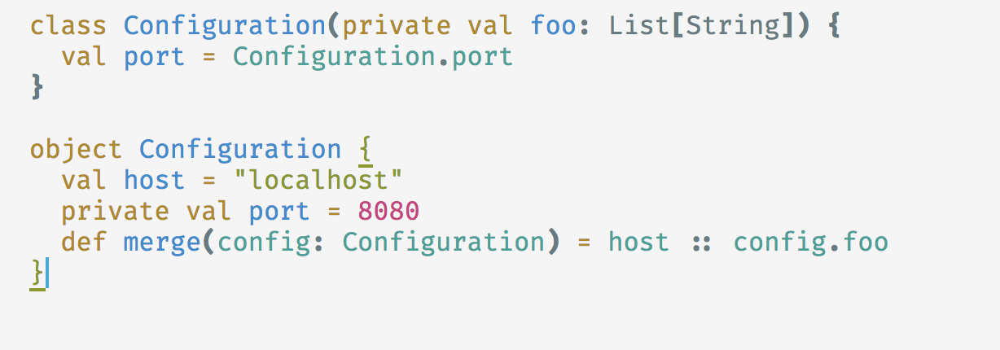 class Configuration(private val foo: List[String]) {
  val port = Configuration.port
}

object Configuration {
  val host = "localhost"
  private val port = 8080
  def merge(config: Configuration) = host :: config.foo
}